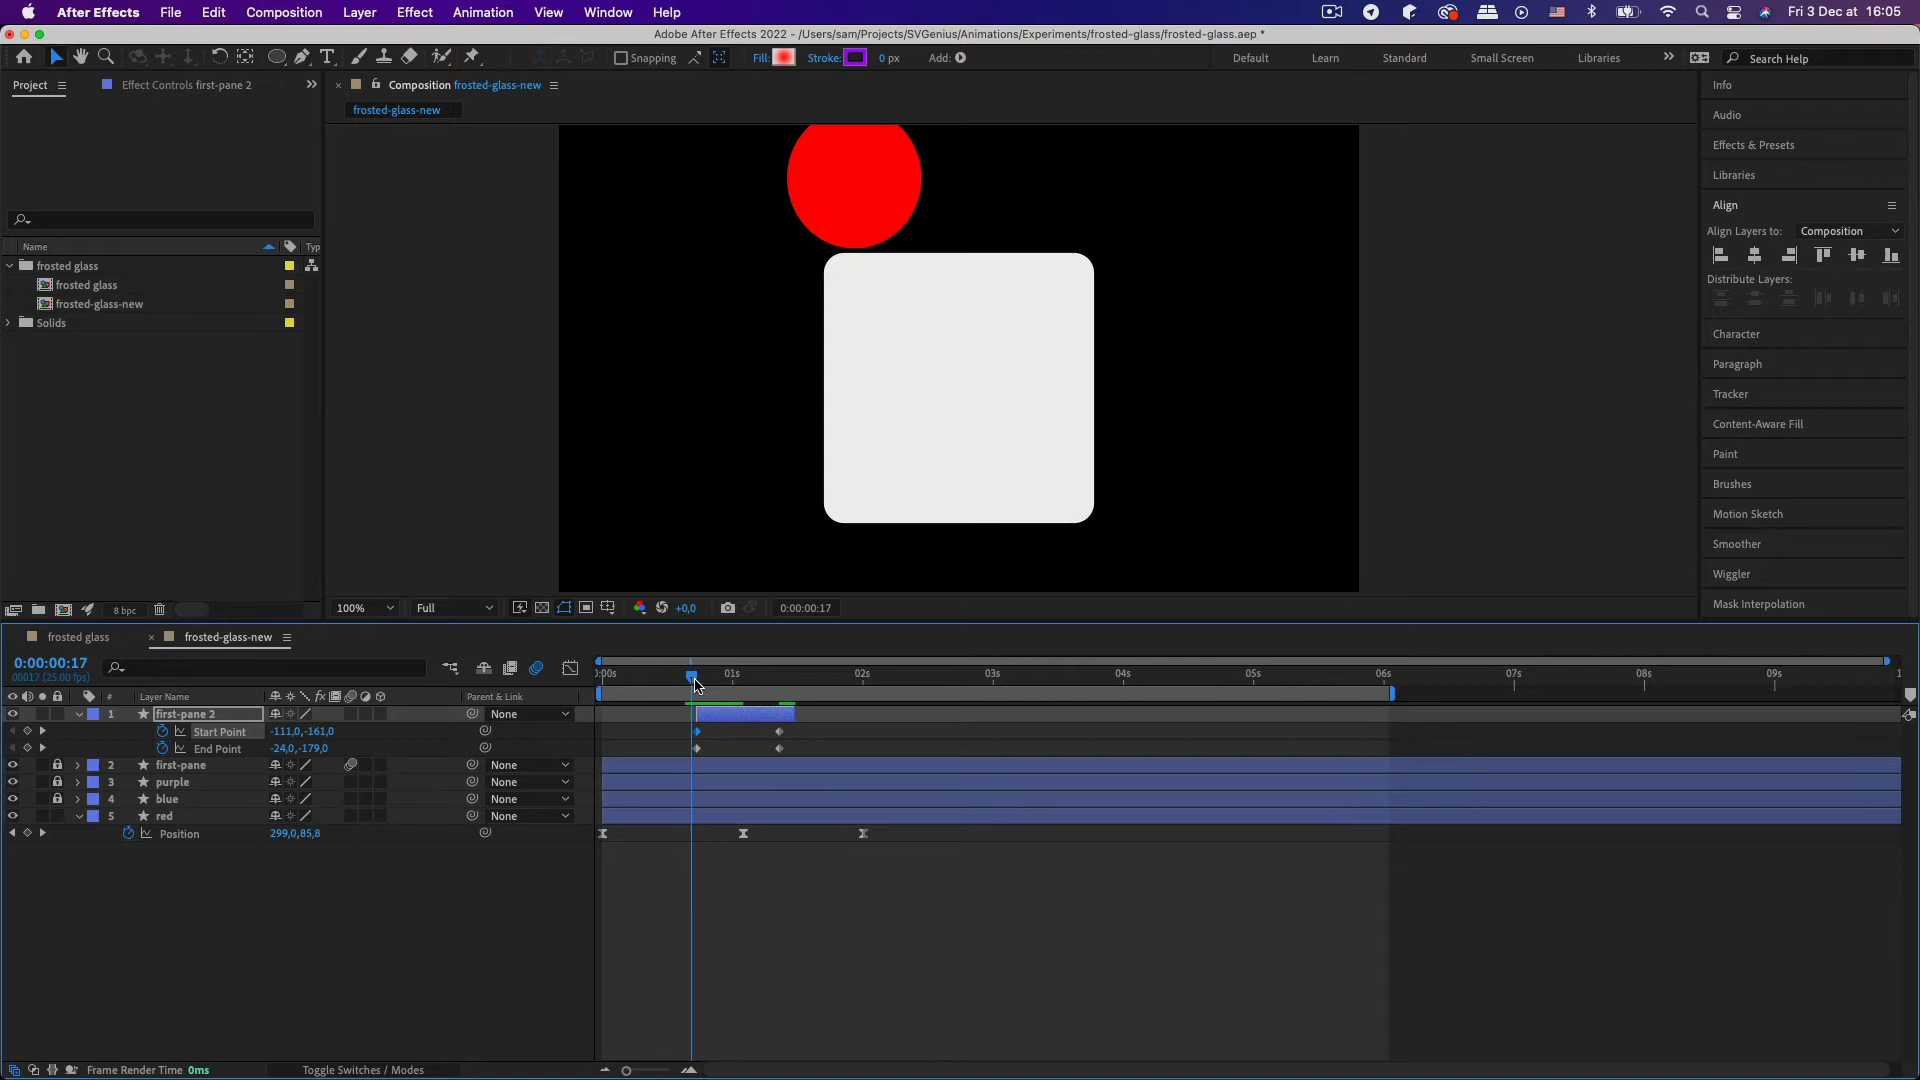 After Effects File Edit Composition Layer Effect Animation View Window Help Fri 3 Dec at 16:05
Adobe After Effects 2022 - /Users/sam/Projects/SVGenius/Animations/Experiments/frosted-glass/frosted-glass.aep *
Snapping Fill: Stroke: 0 px Add: Default Learn Standard Small Screen Libraries Search Help
Project Effect Controls first-pane 2 Composition frosted-glass-new Info
frosted-glass-new
Audio
Effects & Presets
Libraries
Align
Align Layers to: Composition
Distribute Layers:
Character
Paragraph
Tracker
Content-Aware Fill
Paint
Brushes
Motion Sketch
Smoother
Wiggler
Mask Interpolation
Name Typ
frosted glass
frosted glass
frosted-glass-new
Solids
8 bpc 100% Full +0,0 0:00:00:17
frosted glass frosted-glass-new
0:00:00:17
00017 (25.00 fps)
0:00s 01s 02s 03s 04s 05s 06s 07s 08s 09s 1
# Layer Name fx Parent & Link
1 first-pane 2 None
Start Point -111,0,-161,0
End Point -24,0,-179,0
2 first-pane None
3 purple None
4 blue None
5 red None
Position 299,0,85,8
Frame Render Time 0ms Toggle Switches / Modes